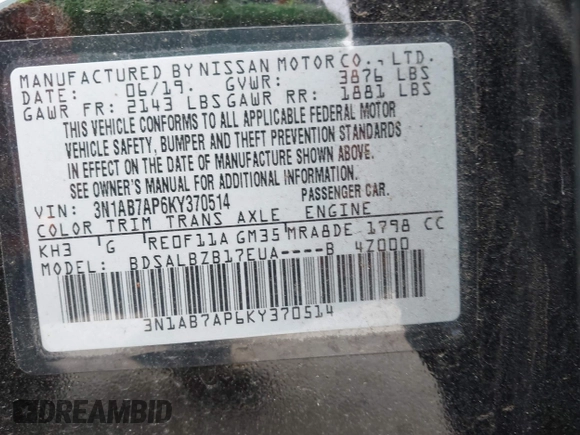 MANUFACTURED BY NISSAN MOTOR CO., LTD.
DATE: 06/19. GVWR: 3876 LBS
GAWR FR: 2143 LBS GAWR RR: 1881 LBS
THIS VEHICLE CONFORMS TO ALL APPLICABLE FEDERAL MOTOR
VEHICLE SAFETY, BUMPER AND THEFT PREVENTION STANDARDS
IN EFFECT ON THE DATE OF MANUFACTURE SHOWN ABOVE.
SEE OWNER'S MANUAL FOR ADDITIONAL INFORMATION.
VIN: 3N1AB7AP6KY370514 PASSENGER CAR.
COLOR TRIM TRANS AXLE ENGINE
KH3 G RE0F11A GM35 MRA8DE 1798 CC
MODEL: BDSALBZB17EUA----B 4Z000
3N1AB7AP6KY370514
DREAMBID